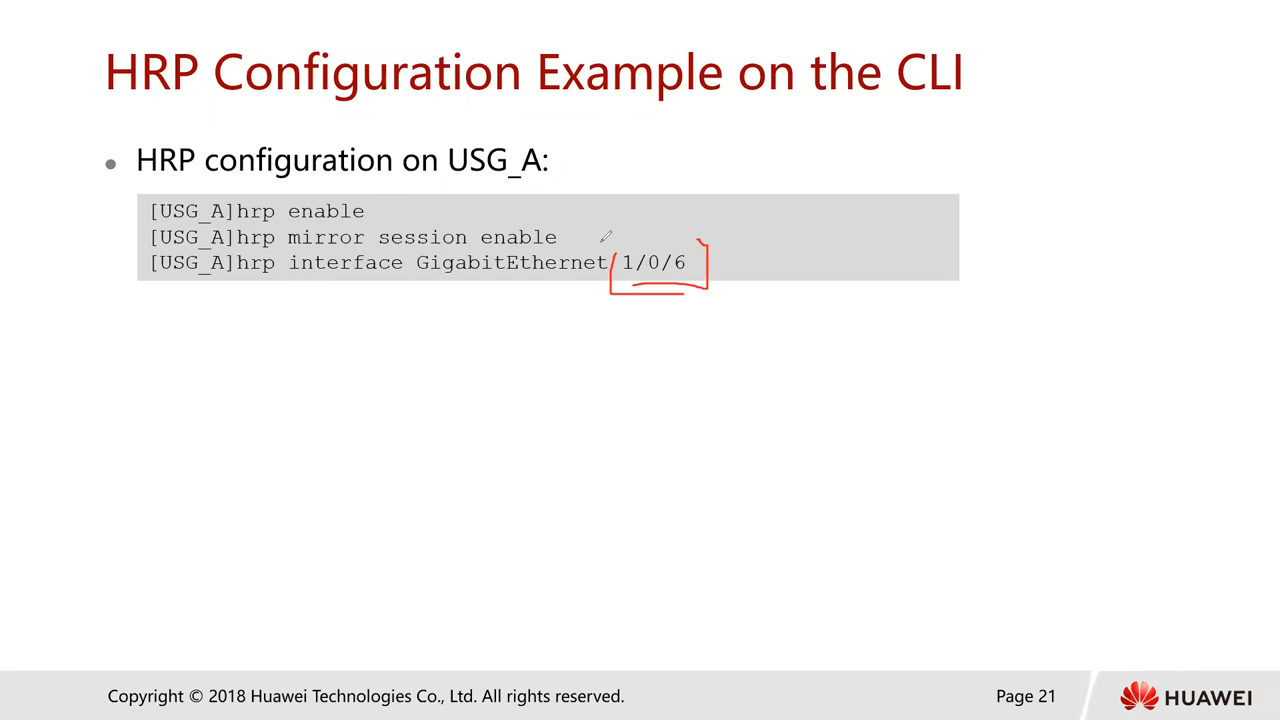 HRP Configuration Example on the CLI
• HRP configuration on USG_A:
[USG_A]hrp enable
[USG_A]hrp mirror session enable
[USG_A]hrp interface GigabitEthernet 1/0/6
Copyright © 2018 Huawei Technologies Co., Ltd. All rights reserved.
Page 21
HUAWEI